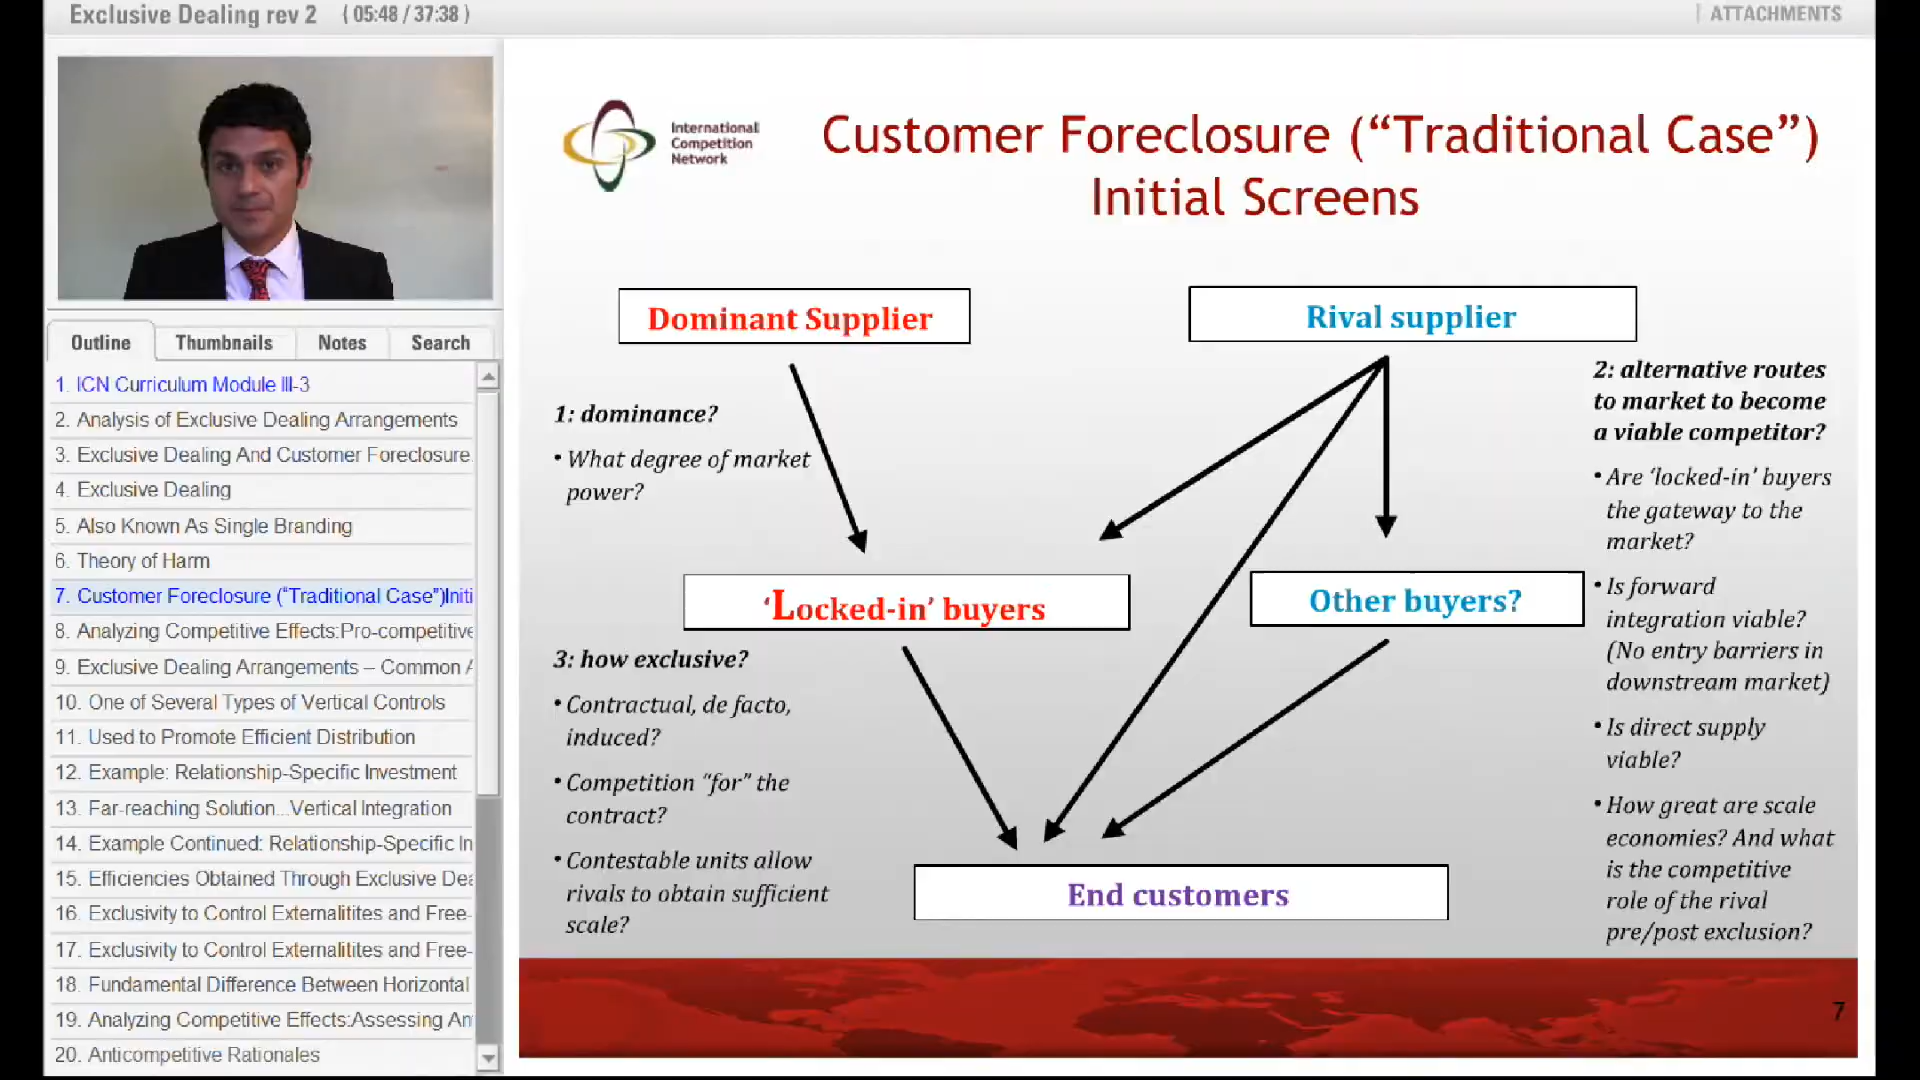 Exclusive Dealing rev 2 ( 05:48 / 37:38 )
| ATTACHMENTS
Outline
Thumbnails
Notes
Search
1. ICN Curriculum Module III-3
2. Analysis of Exclusive Dealing Arrangements
3. Exclusive Dealing And Customer Foreclosure
4. Exclusive Dealing
5. Also Known As Single Branding
6. Theory of Harm
7. Customer Foreclosure (“Traditional Case")Initi
8. Analyzing Competitive Effects:Pro-competitive
9. Exclusive Dealing Arrangements – Common A
10. One of Several Types of Vertical Controls
11. Used to Promote Efficient Distribution
12. Example: Relationship-Specific Investment
13. Far-reaching Solution...Vertical Integration
14. Example Continued: Relationship-Specific In
15. Efficiencies Obtained Through Exclusive Dea
16. Exclusivity to Control Externalitites and Free-
17. Exclusivity to Control Externalitites and Free-
18. Fundamental Difference Between Horizontal
19. Analyzing Competitive Effects:Assessing An
20. Anticompetitive Rationales
International
Competition
Network
Customer Foreclosure (“Traditional Case”)
Initial Screens
Dominant Supplier
Rival supplier
1: dominance?
• What degree of market
power?
2: alternative routes
to market to become
a viable competitor?
• Are ‘locked-in’ buyers
the gateway to the
market?
• Is forward
integration viable?
(No entry barriers in
downstream market)
• Is direct supply
viable?
• How great are scale
economies? And what
is the competitive
role of the rival
pre/post exclusion?
‘Locked-in’ buyers
Other buyers?
3: how exclusive?
• Contractual, de facto,
induced?
• Competition “for” the
contract?
• Contestable units allow
rivals to obtain sufficient
scale?
End customers
7